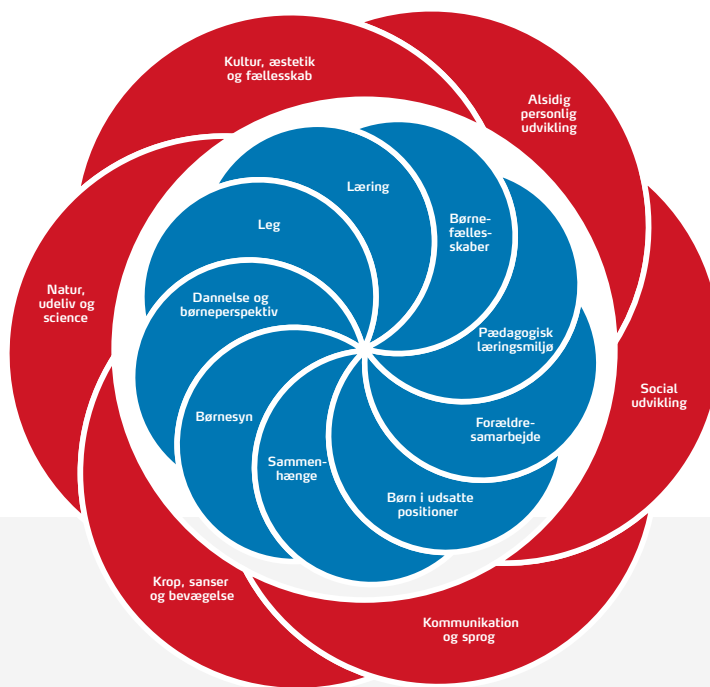 Kultur, æstetik
og fællesskab
Alsidig
personlig
udvikling
Læring
Børne-
fælles-
skaber
Leg
Natur,
udeliv og
science
Dannelse og
børneperspektiv
Pædagogisk
læringsmiljø
Social
udvikling
Børnesyn
Forældre-
samarbejde
Sammen-
hænge
Børn i udsatte
positioner
Krop, sanser
og bevægelse
Kommunikation
og sprog